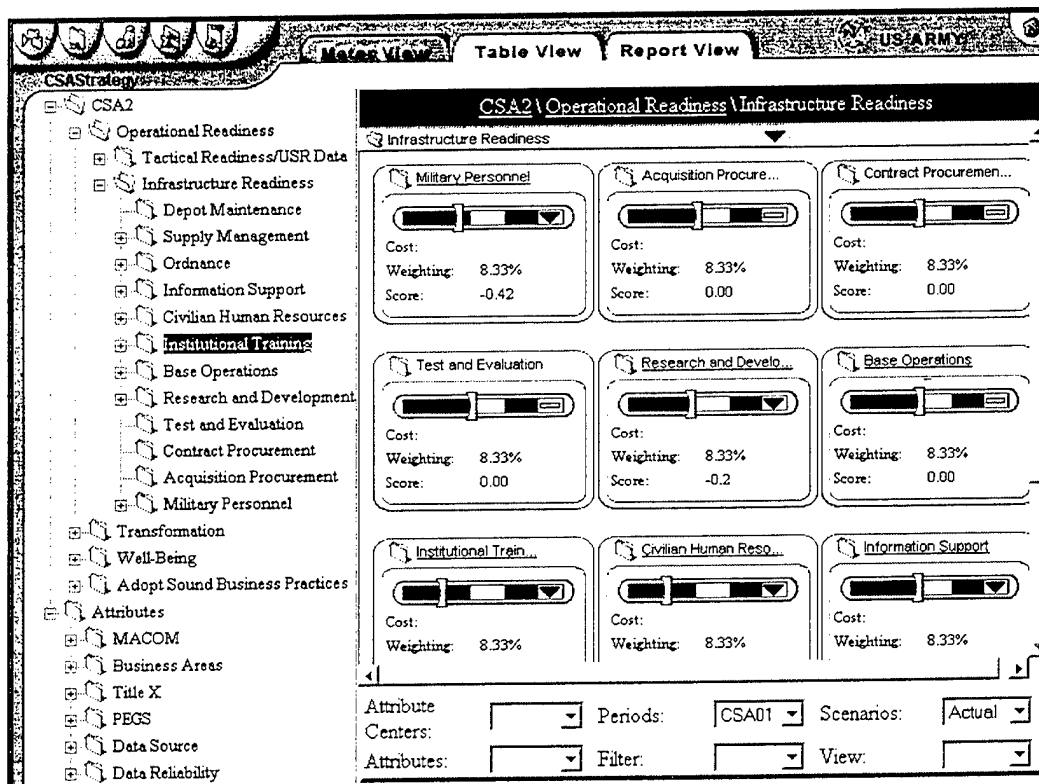 Meter View
Table View
Report View
US ARMY
CSAStrategy
CSA2
Operational Readiness
Tactical Readiness/USR Data
Infrastructure Readiness
Depot Maintenance
Supply Management
Ordnance
Information Support
Civilian Human Resources
Institutional Training
Base Operations
Research and Development
Test and Evaluation
Contract Procurement
Acquisition Procurement
Military Personnel
Transformation
Well-Being
Adopt Sound Business Practices
Attributes
MACOM
Business Areas
Title X
PEGS
Data Source
Data Reliability
CSA2 \ Operational Readiness \ Infrastructure Readiness
Infrastructure Readiness
Military Personnel
Cost:
Weighting: 8.33%
Score: -0.42
Acquisition Procure...
Cost:
Weighting: 8.33%
Score: 0.00
Contract Procuremen...
Cost:
Weighting: 8.33%
Score: 0.00
Test and Evaluation
Cost:
Weighting: 8.33%
Score: 0.00
Research and Develo...
Cost:
Weighting: 8.33%
Score: -0.2
Base Operations
Cost:
Weighting: 8.33%
Score: 0.00
Institutional Train...
Cost:
Weighting: 8.33%
Civilian Human Reso...
Cost:
Weighting: 8.33%
Information Support
Cost:
Weighting: 8.33%
Attribute
Centers:
Periods: CSA01
Scenarios: Actual
Attributes:
Filter:
View: